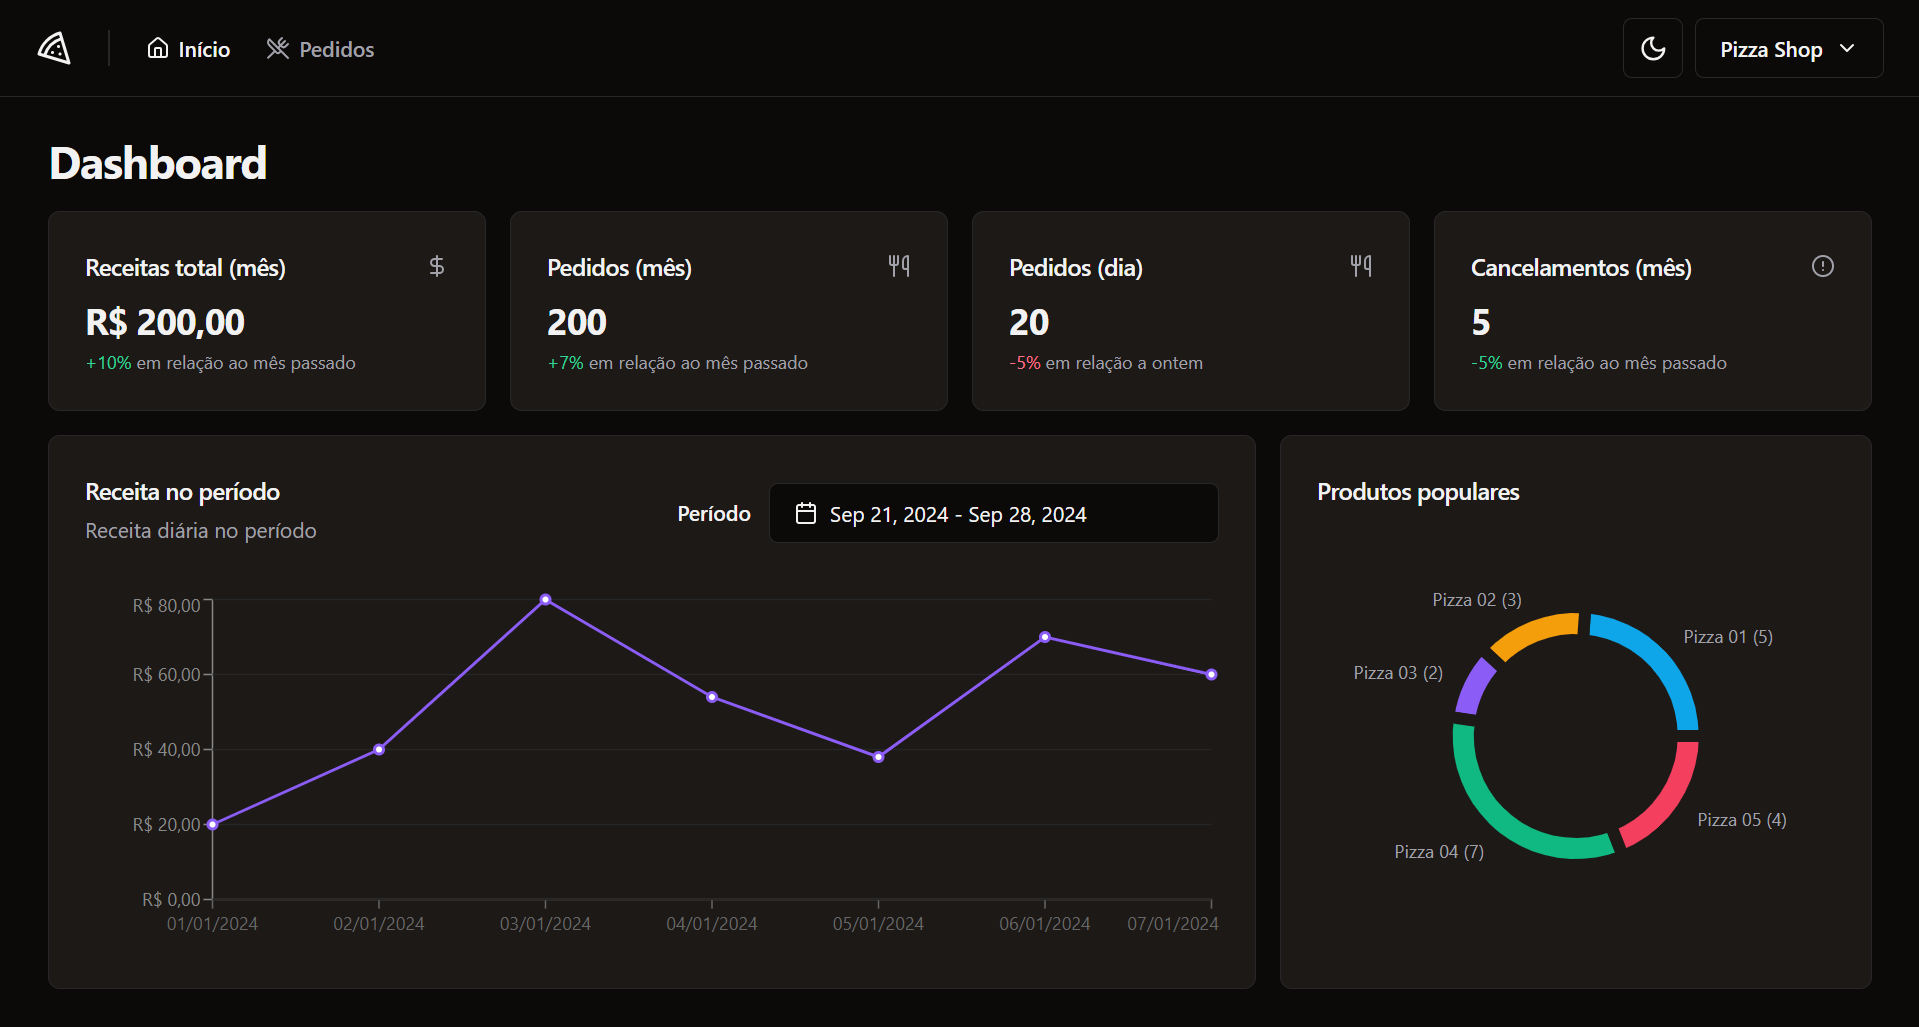 Início
Pedidos
Pizza Shop
Dashboard
Receitas total (mês)
R$ 200,00
+10% em relação ao mês passado
Pedidos (mês)
200
+7% em relação ao mês passado
Pedidos (dia)
20
-5% em relação a ontem
Cancelamentos (mês)
5
-5% em relação ao mês passado
Receita no período
Receita diária no período
Período
Sep 21, 2024 - Sep 28, 2024
R$ 80,00
R$ 60,00
R$ 40,00
R$ 20,00
R$ 0,00
01/01/2024
02/01/2024
03/01/2024
04/01/2024
05/01/2024
06/01/2024
07/01/2024
Produtos populares
Pizza 02 (3)
Pizza 01 (5)
Pizza 03 (2)
Pizza 05 (4)
Pizza 04 (7)